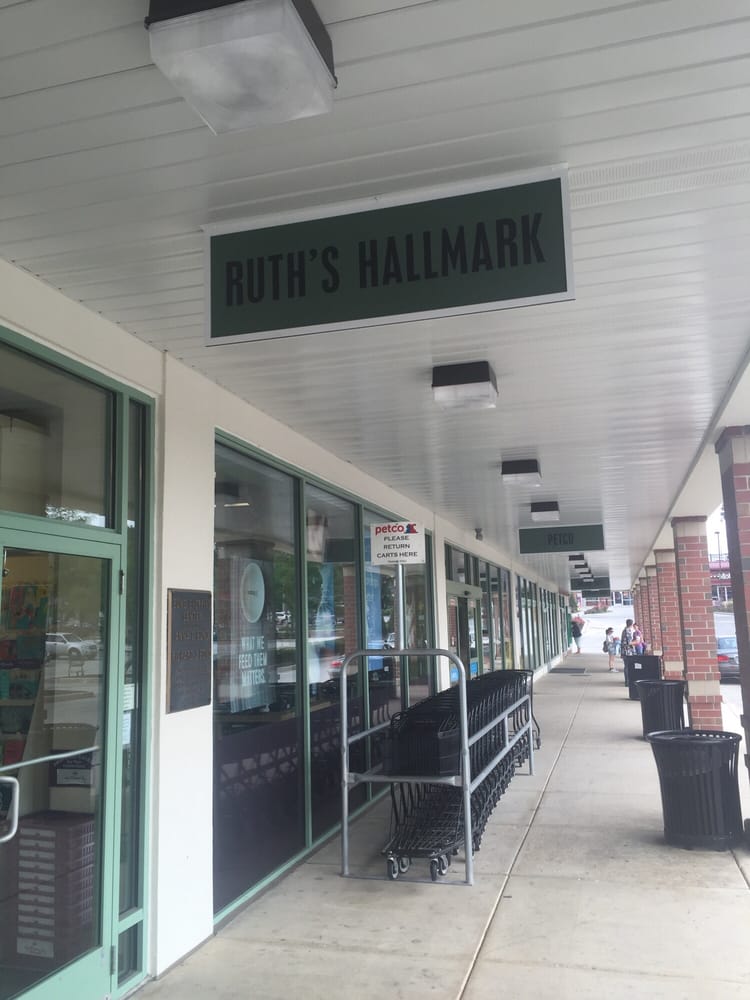 RUTH'S HALLMARK
PETCO
petco
PLEASE
RETURN
CARTS HERE
WHAT WE
FEED THEM
MATTERS.